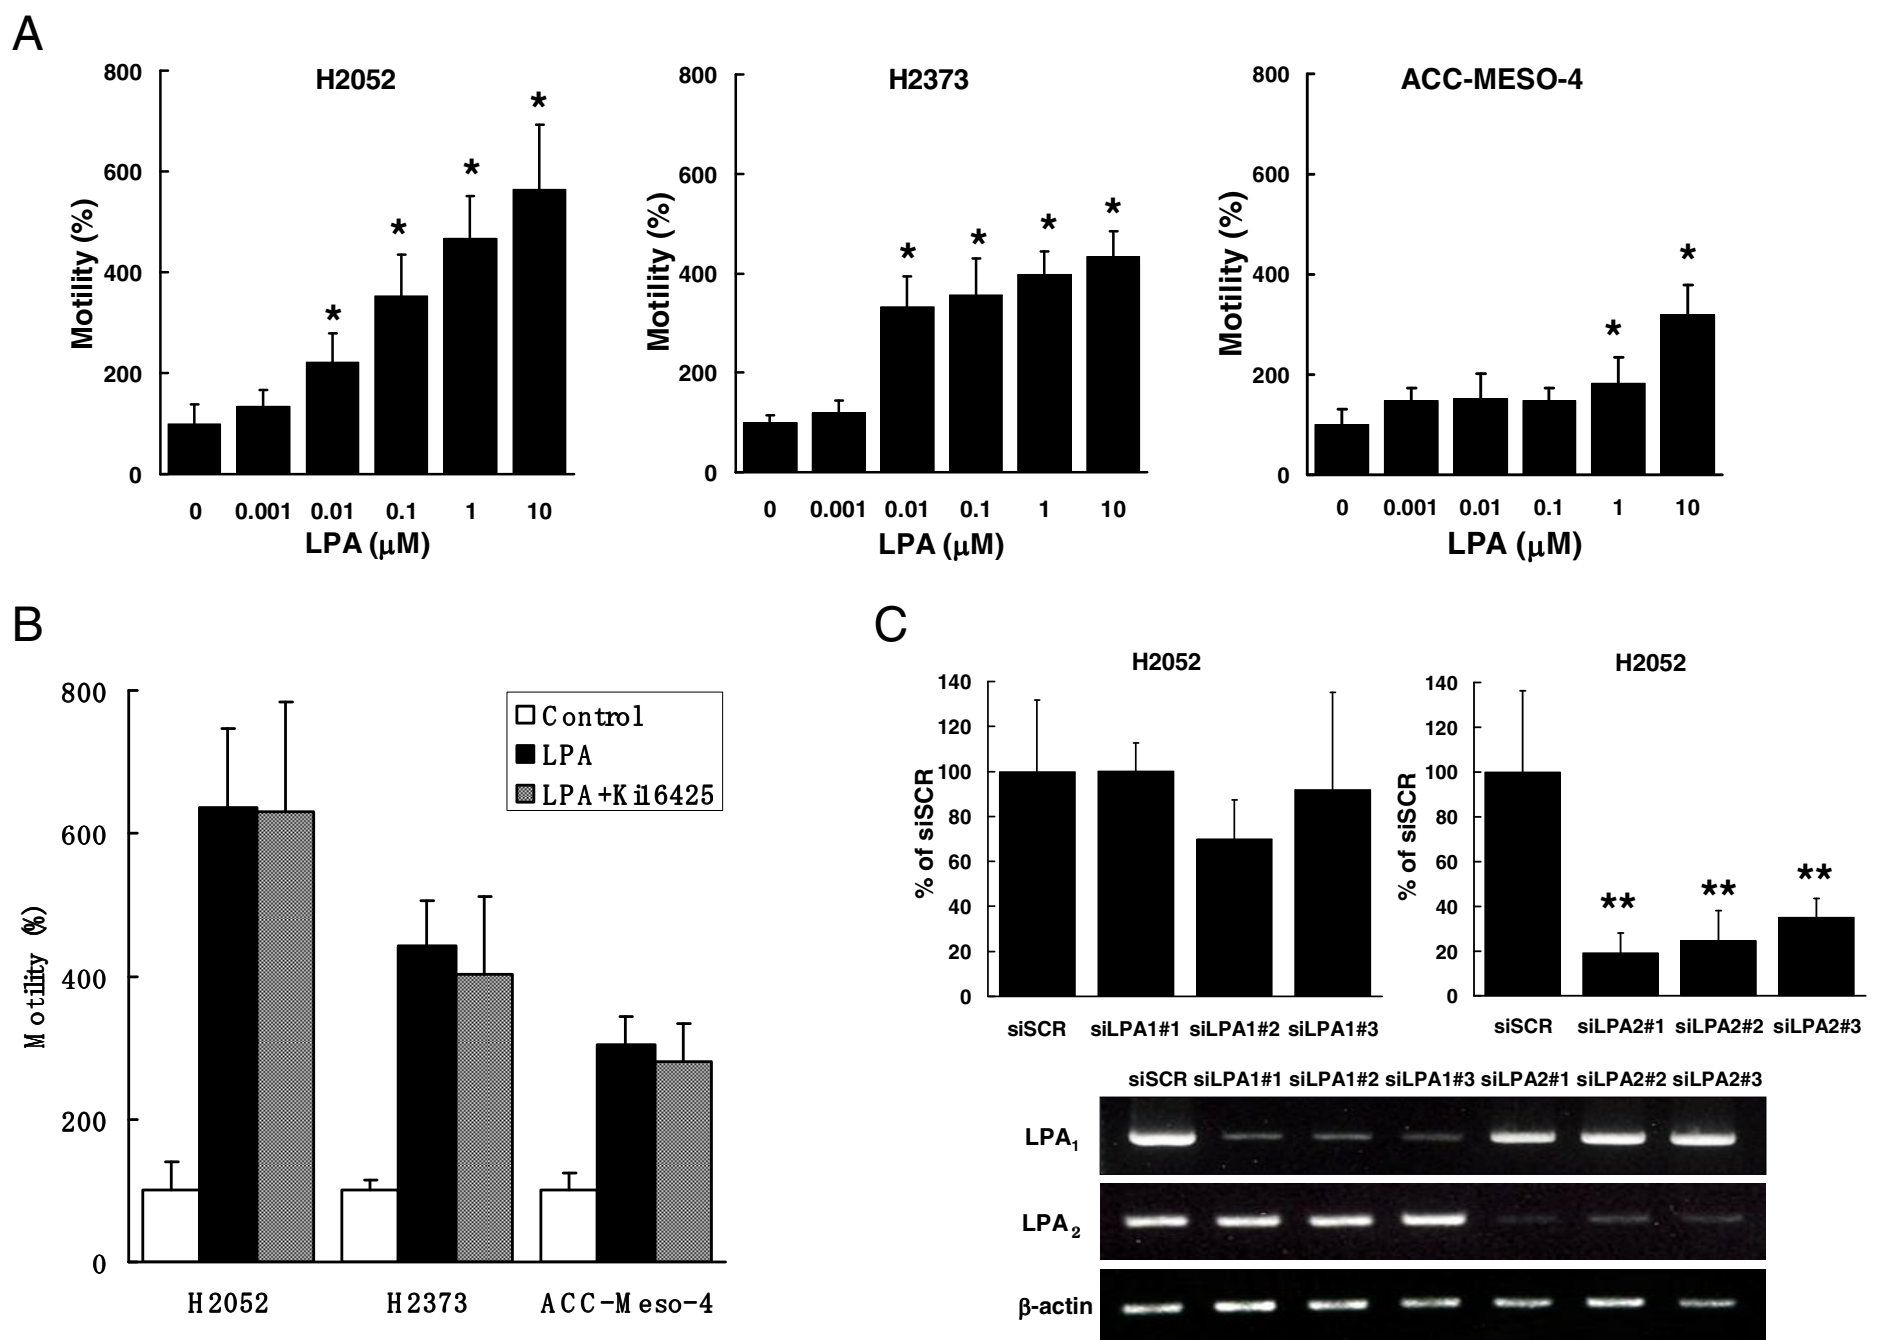 A
H2052
Motility (%)
800
600
400
200
0
*
*
*
*
0 0.001 0.01 0.1 1 10
LPA (μM)
H2373
Motility (%)
800
600
400
200
0
*
*
*
*
0 0.001 0.01 0.1 1 10
LPA (μM)
ACC-MESO-4
Motility (%)
800
600
400
200
0
*
*
0 0.001 0.01 0.1 1 10
LPA (μM)
B
Motility (%)
800
600
400
200
0
Control
LPA
LPA+Ki16425
H2052 H2373 ACC-Meso-4
C
H2052
% of siSCR
140
120
100
80
60
40
20
0
siSCR siLPA1#1 siLPA1#2 siLPA1#3
H2052
% of siSCR
140
120
100
80
60
40
20
0
**
**
**
siSCR siLPA2#1 siLPA2#2 siLPA2#3
siSCR siLPA1#1 siLPA1#2 siLPA1#3 siLPA2#1 siLPA2#2 siLPA2#3
LPA1
LPA2
β-actin